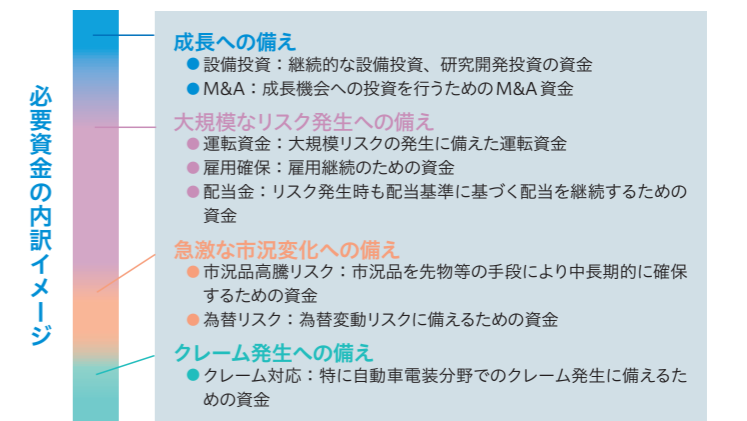 必要資金の内訳イメージ
成長への備え
●設備投資：継続的な設備投資、研究開発投資の資金
●M&A：成長機会への投資を行うためのM&A資金
大規模なリスク発生への備え
●運転資金：大規模リスクの発生に備えた運転資金
●雇用確保：雇用継続のための資金
●配当金：リスク発生時も配当基準に基づく配当を継続するための
資金
急激な市況変化への備え
●市況品高騰リスク：市況品を先物等の手段により中長期的に確保
するための資金
●為替リスク：為替変動リスクに備えるための資金
クレーム発生への備え
●クレーム対応：特に自動車電装分野でのクレーム発生に備えるた
めの資金